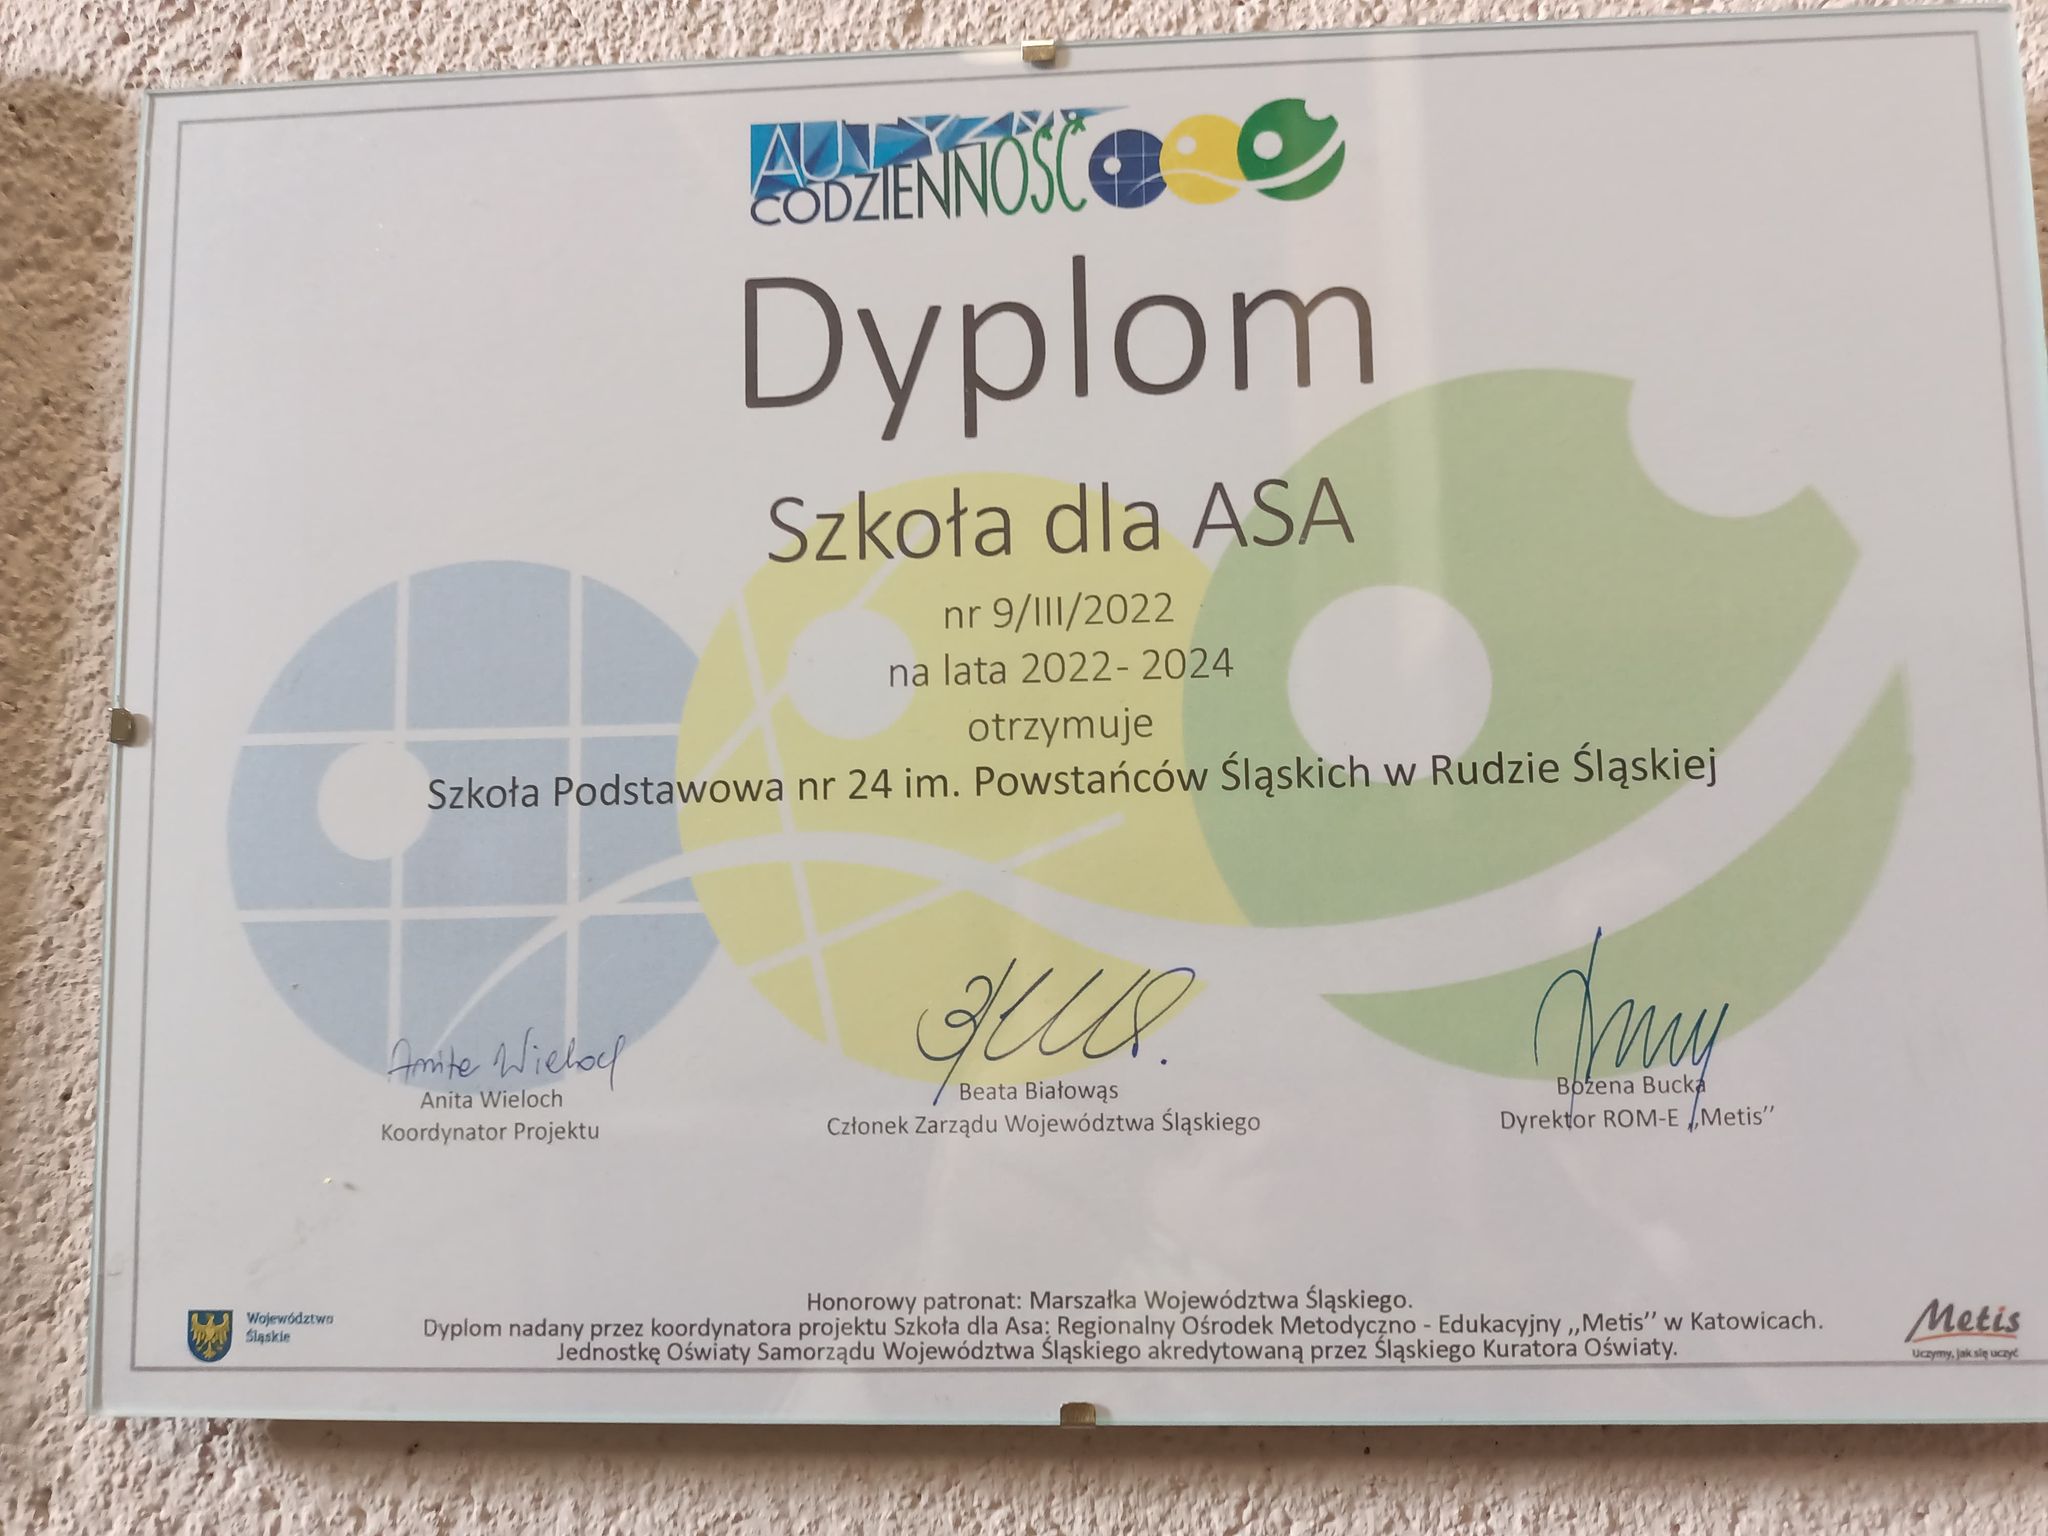 AUTYZM
CODZIENNOŚĆ
Dyplom
Szkoła dla ASA
nr 9/III/2022
na lata 2022- 2024
otrzymuje
Szkoła Podstawowa nr 24 im. Powstańców Śląskich w Rudzie Śląskiej
Anita Wieloch
Anita Wieloch
Koordynator Projektu
Beata Białowąs
Członek Zarządu Województwa Śląskiego
Bożena Bucka
Dyrektor ROM-E „Metis”
Honorowy patronat: Marszałka Województwa Śląskiego.
Dyplom nadany przez koordynatora projektu Szkoła dla Asa: Regionalny Ośrodek Metodyczno - Edukacyjny „Metis” w Katowicach.
Jednostkę Oświaty Samorządu Województwa Śląskiego akredytowaną przez Śląskiego Kuratora Oświaty.
Województwo
Śląskie
Metis
Uczymy, jak się uczyć